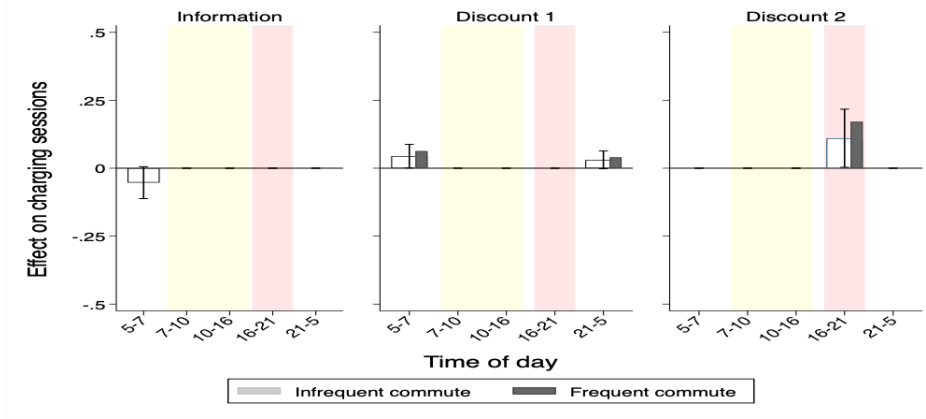 Information Discount 1 Discount 2
Effect on charging sessions
.5
.25
0
-.25
-.5
5-7 7-10 10-16 16-21 21-5 5-7 7-10 10-16 16-21 21-5 5-7 7-10 10-16 16-21 21-5
Time of day
Infrequent commute Frequent commute